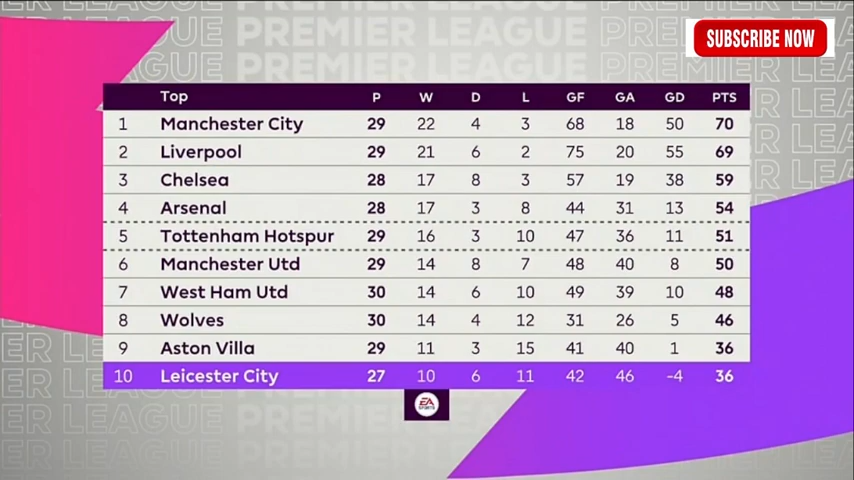 PREMIER LEAGUE
SUBSCRIBE NOW
Top P W D L GF GA GD PTS
1 Manchester City 29 22 4 3 68 18 50 70
2 Liverpool 29 21 6 2 75 20 55 69
3 Chelsea 28 17 8 3 57 19 38 59
4 Arsenal 28 17 3 8 44 31 13 54
5 Tottenham Hotspur 29 16 3 10 47 36 11 51
6 Manchester Utd 29 14 8 7 48 40 8 50
7 West Ham Utd 30 14 6 10 49 39 10 48
8 Wolves 30 14 4 12 31 26 5 46
9 Aston Villa 29 11 3 15 41 40 1 36
10 Leicester City 27 10 6 11 42 46 -4 36
EA
SPORTS